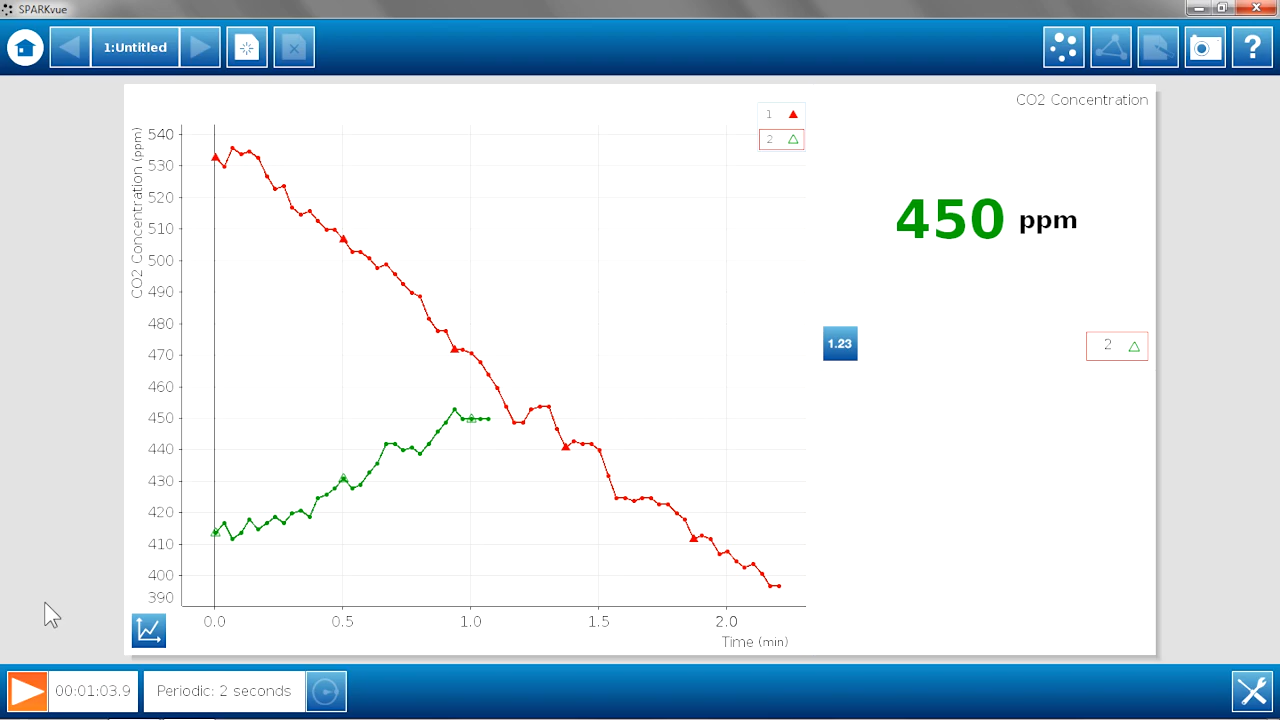 SPARKvue
1:Untitled
?
CO2 Concentration
1
2
CO2 Concentration (ppm)
540
530
520
510
500
490
480
470
460
450
440
430
420
410
400
390
0.0 0.5 1.0 1.5 2.0
Time (min)
450 ppm
1.23
2
00:01:03.9
Periodic: 2 seconds